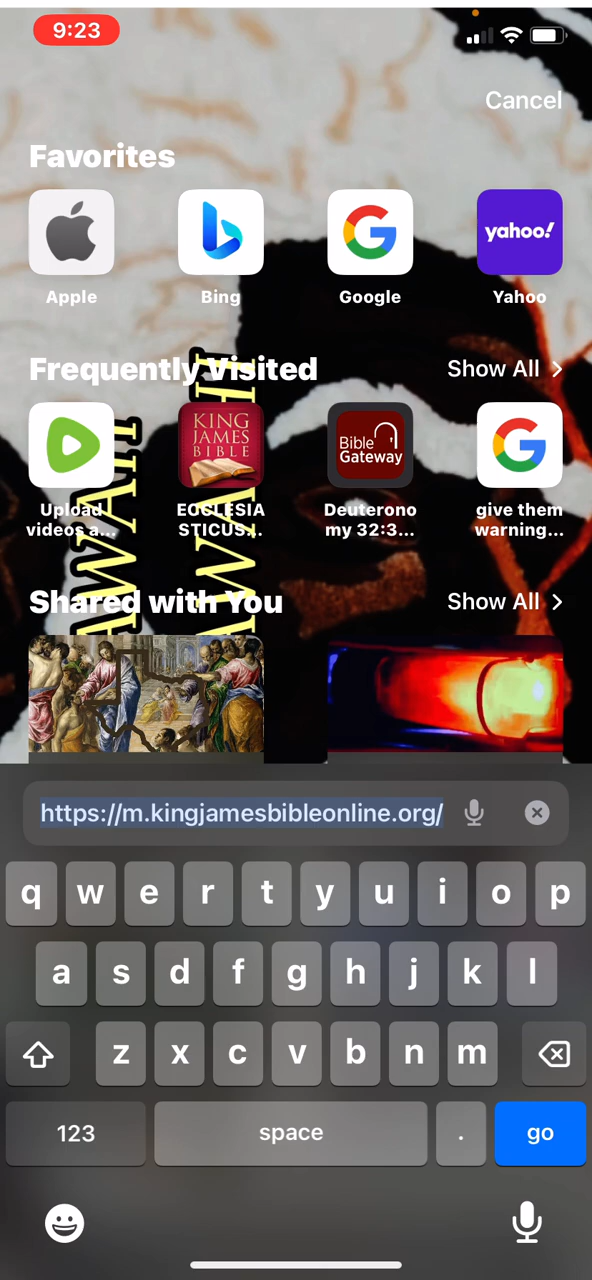 9:23
Cancel
Favorites
yahoo!
Apple
Bing
Google
Yahoo
Frequently Visited
Show All
KING
JAMES
BIBLE
Bible
Gateway
Upload
videos a...
ECCLESIA
STICUS...
Deuterono
my 32:3...
give them
warning...
Shared with You
Show All
https://m.kingjamesbibleonline.org/
q w e r t y u i o p
a s d f g h j k l
z x c v b n m
123
space
.
go